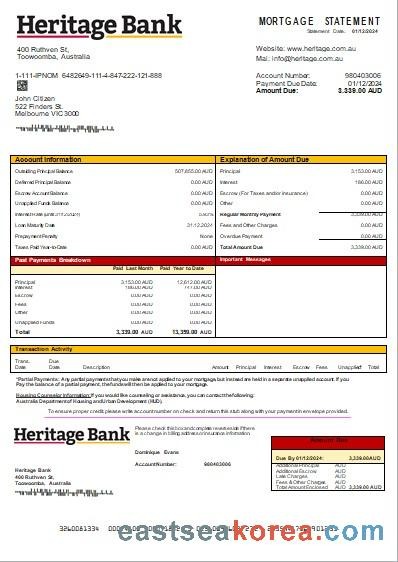 Heritage Bank
MORTGAGE STATEMENT
Statement Date: 01/12/2024
400 Ruthven St,
Toowoomba, Australia
Website: www.heritage.com.au
Mail: info@heritage.com.au
1-111-IPNOM 6482649-111-4-847-222-121-888
Account Number: 980403006
Payment Due Date: 01/12/2024
Amount Due: 3.339.00 AUD
John Citizen
522 Finders St.
Melbourne VIC 3000
Account Information
Explanation of Amount Due
Outstanding Principal Balance 507,855.00 AUD
Principal 3,153.00 AUD
Deferred Principal Balance 0.00 AUD
Interest 186.00 AUD
Escrow Account Balance 0.00 AUD
Escrow (For Taxes and/or insurance) 0.00 AUD
Unapplied Funds Balance 0.00 AUD
Regular Monthly Payment 3,339.00 AUD
Interest Rate (until 31.12.2024)
Fees and Other Charges 0.00 AUD
Loan Maturity Date 31.12.2024
Overdue Payment 0.00 AUD
Prepayment Penalty None
Total Amount Due 3,339.00 AUD
Taxes Paid Year-to-Date 0.00 AUD
Past Payments Breakdown
Important Messages
Paid Last Month Paid Year to Date
Principal 3,153.00 AUD 12,612.00 AUD
Interest 186.00 AUD 747.00 AUD
Escrow 0.00 AUD 0.00 AUD
Fees 0.00 AUD 0.00 AUD
Other 0.00 AUD 0.00 AUD
Unapplied Funds 0.00 AUD 0.00 AUD
Total 3,339.00 AUD 13,359.00 AUD
Transaction Activity
Trans. Date Due Date Description Amount Principal Interest Escrow Fees Unapplied* Total
*Partial Payments: Any partial payments that you make are not applied to your mortgage, but instead are held in a separate unapplied account. If you
Pay the balance of a partial payment, the funds will then be applied to your mortgage.
Housing Counselor Information: If you would like counseling or assistance, you can contact the following:
Australia Department of Housing and Urban Development (HUD).
To ensure proper credit please write account number on check and return this stub along with your payment in envelope provided.
Heritage Bank
Please check this box and complete reverse side if there
is a change in billing address or insurance information.
Dominique Evans
Account Number: 980403006
Amount Due
Due By 01/12/2024: 3,339.00 AUD
Additional Principal AUD
Additional Escrow AUD
Late Charges AUD
Fees & Other Charges AUD
Total Amount Enclosed AUD 3,339.00 AUD
Heritage Bank
400 Ruthven St,
Toowoomba, Australia
eastseakorea.com